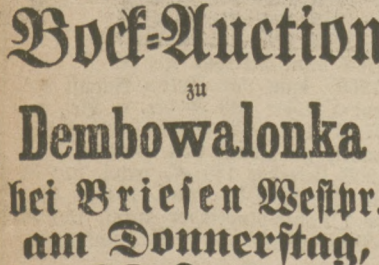 Bock-Auction
zu
Dembowalonka
bei Briesen Westpr.
am Donnerstag,